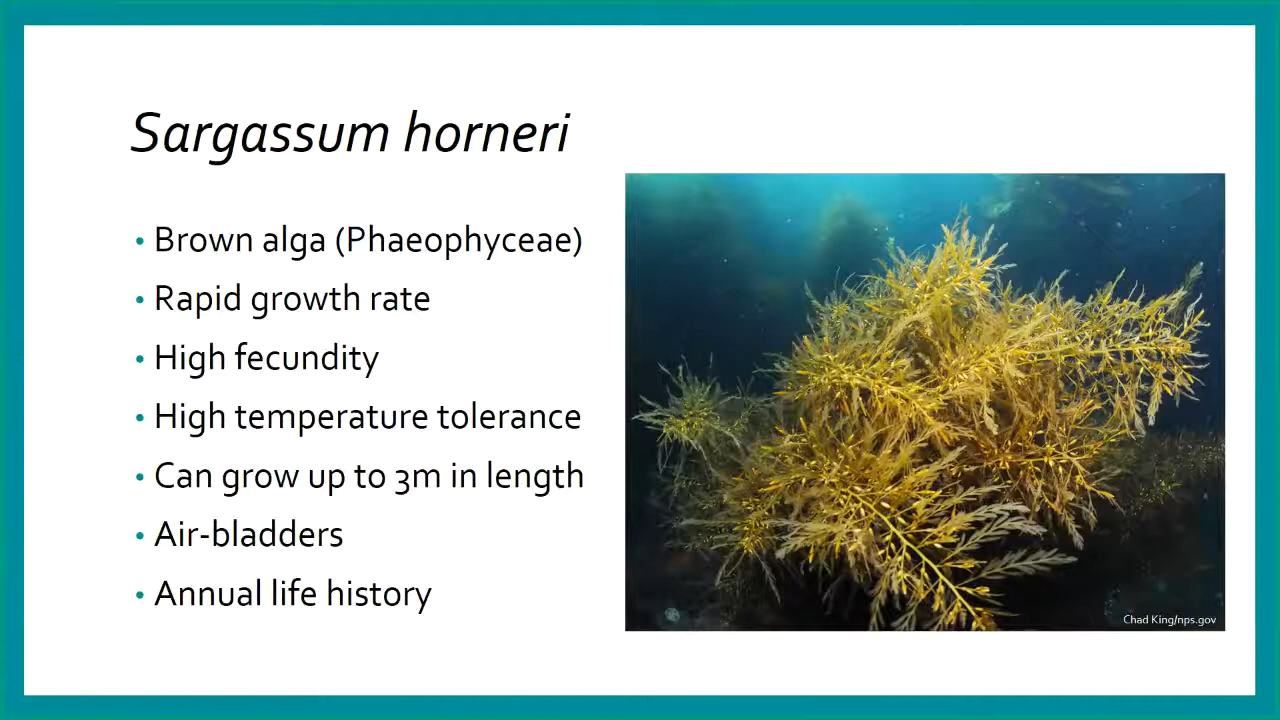 Sargassum horneri
• Brown alga (Phaeophyceae)
• Rapid growth rate
• High fecundity
• High temperature tolerance
• Can grow up to 3m in length
• Air-bladders
• Annual life history
Chad King/nps.gov